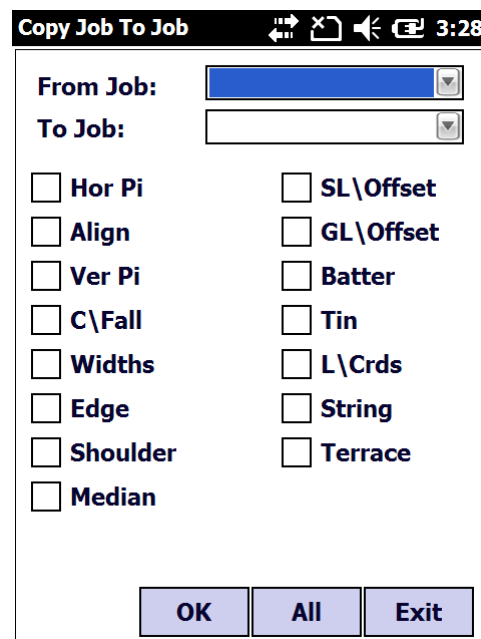 Copy Job To Job 3:28
From Job:
To Job:
Hor Pi SL\Offset
Align GL\Offset
Ver Pi Batter
C\Fall Tin
Widths L\Crds
Edge String
Shoulder Terrace
Median
OK All Exit